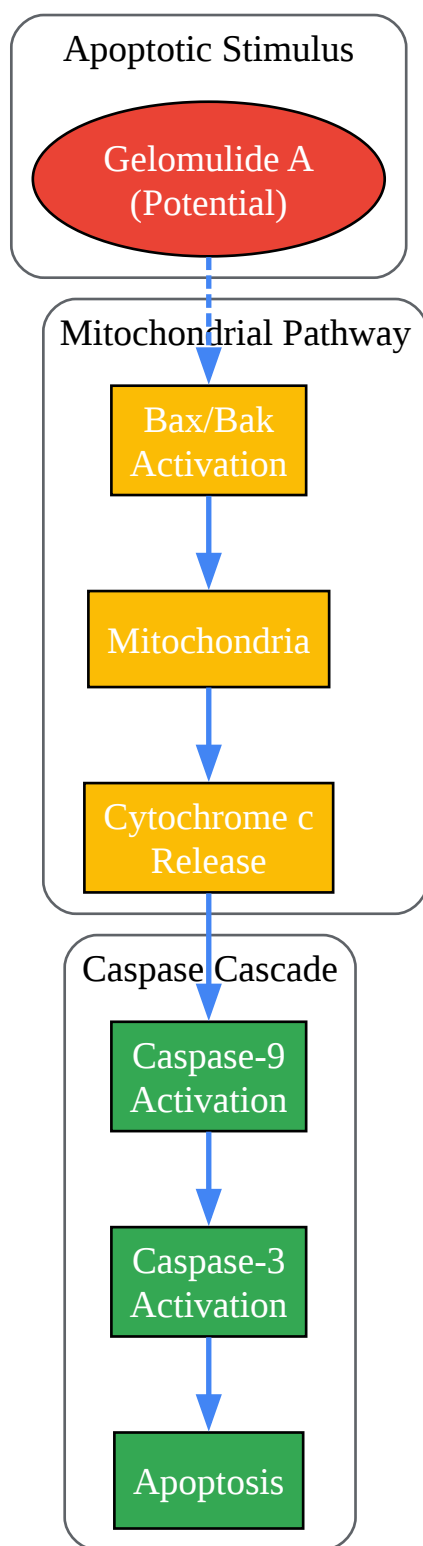 Apoptotic Stimulus
Gelomulide A
(Potential)
Mitochondrial Pathway
Bax/Bak
Activation
Mitochondria
Cytochrome c
Release
Caspase Cascade
Caspase-9
Activation
Caspase-3
Activation
Apoptosis